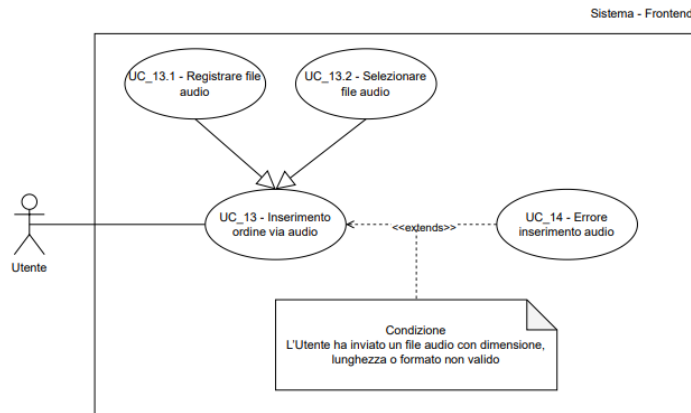 Sistema - Frontend
UC_13.1 - Registrare file
audio
UC_13.2 - Selezionare
file audio
UC_13 - Inserimento
ordine via audio
<<extends>>
UC_14 - Errore
inserimento audio
Utente
Condizione
L'Utente ha inviato un file audio con dimensione,
lunghezza o formato non valido